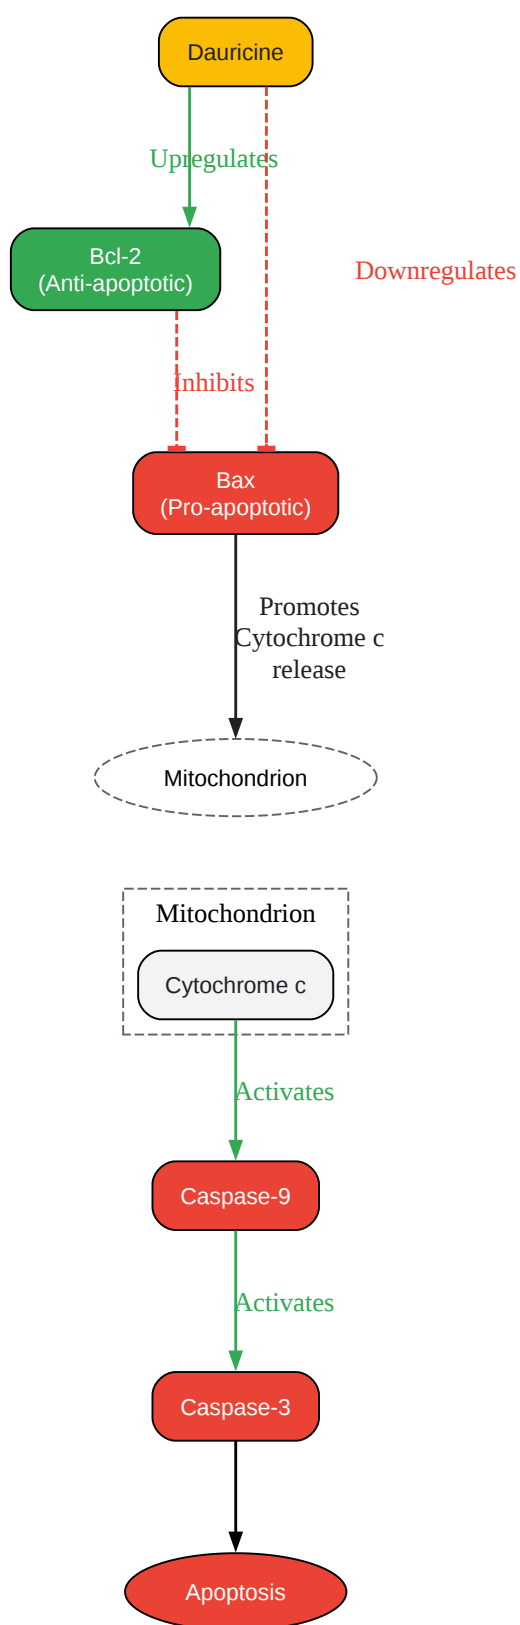 Dauricine
Upregulates
Bcl-2
(Anti-apoptotic)
Downregulates
Inhibits
Bax
(Pro-apoptotic)
Promotes
Cytochrome c
release
Mitochondrion
Mitochondrion
Cytochrome c
Activates
Caspase-9
Activates
Caspase-3
Apoptosis